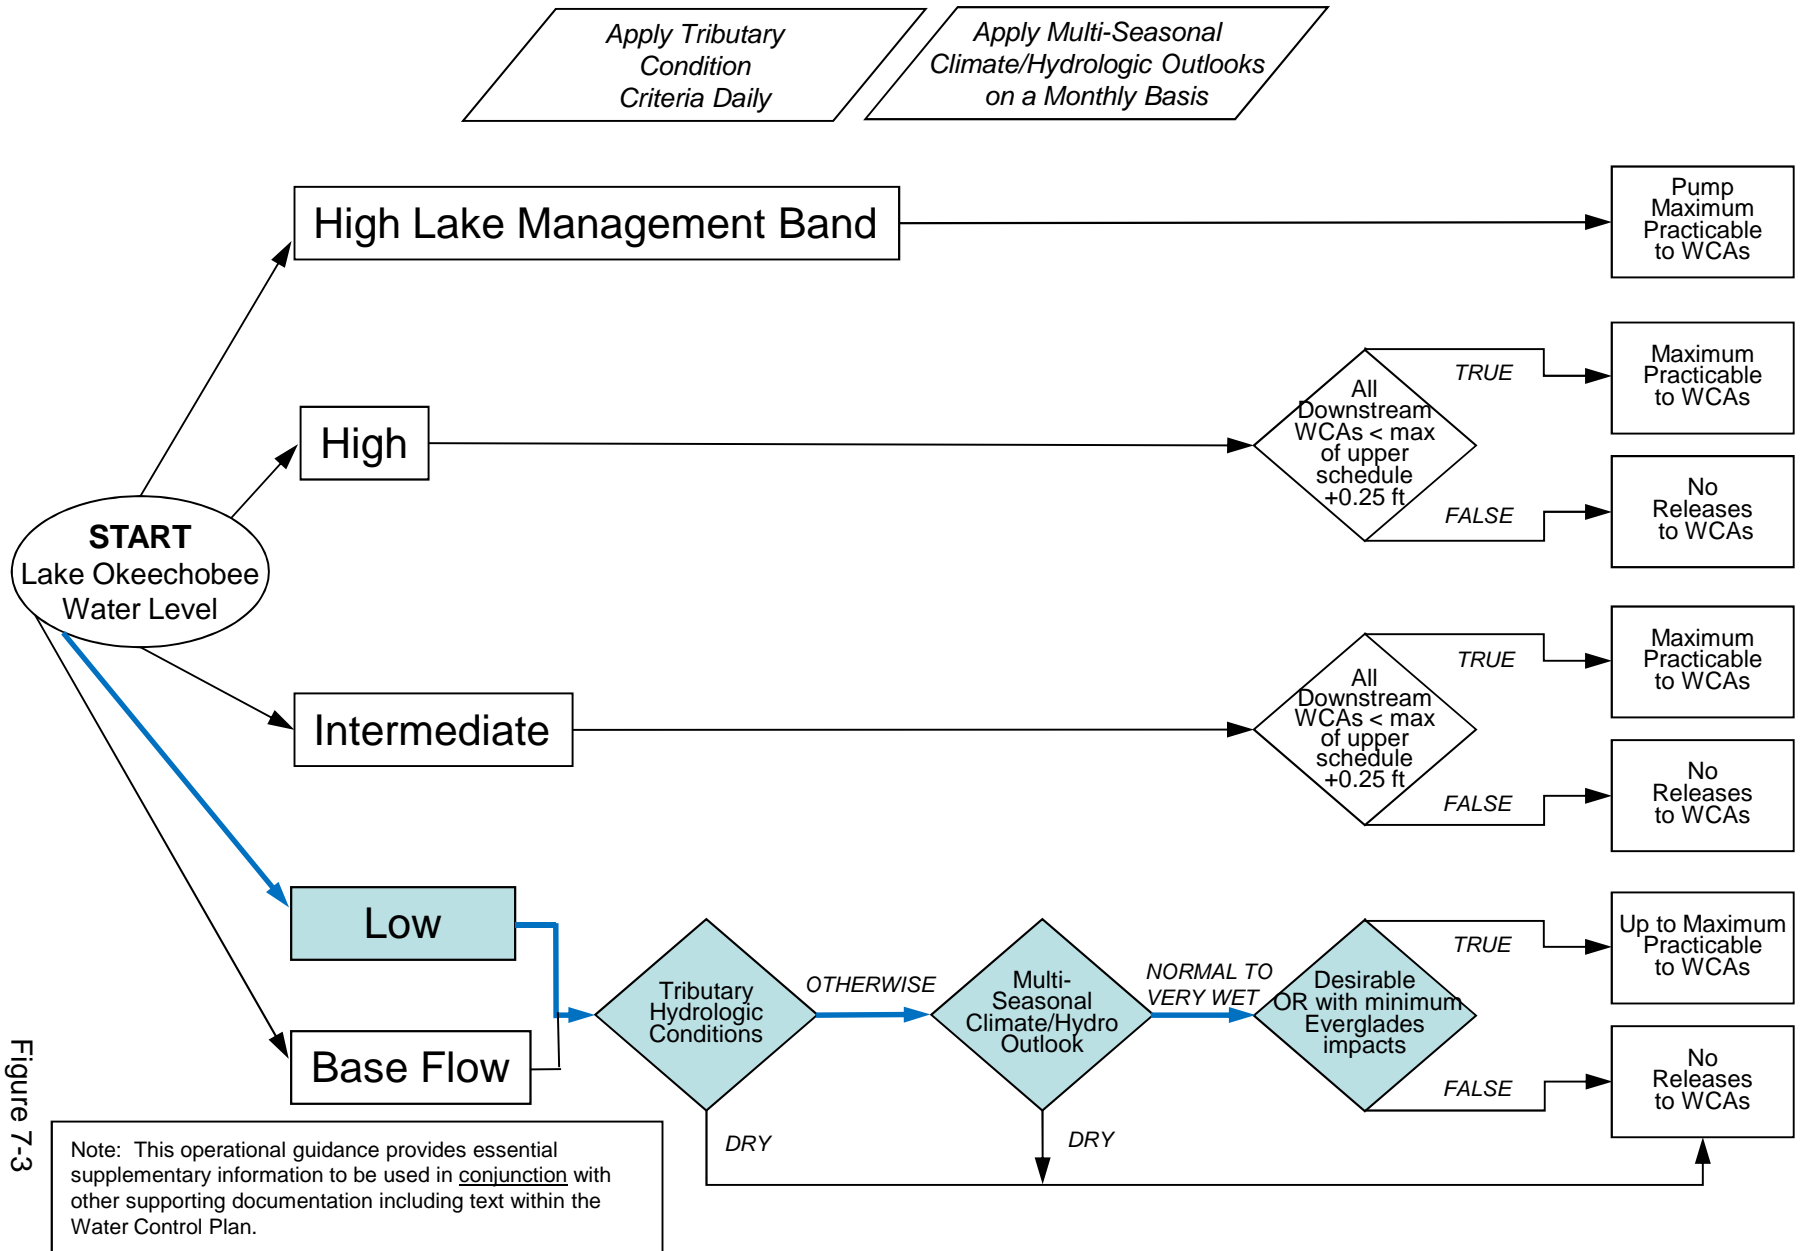 Apply Tributary
Condition
Criteria Daily
Apply Multi-Seasonal
Climate/Hydrologic Outlooks
on a Monthly Basis
High Lake Management Band
Pump
Maximum
Practicable
to WCAs
High
All
Downstream
WCAs < max
of upper
schedule
+0.25 ft
TRUE
Maximum
Practicable
to WCAs
FALSE
No
Releases
to WCAs
START
Lake Okeechobee
Water Level
Intermediate
All
Downstream
WCAs < max
of upper
schedule
+0.25 ft
TRUE
Maximum
Practicable
to WCAs
FALSE
No
Releases
to WCAs
Low
Base Flow
Tributary
Hydrologic
Conditions
OTHERWISE
DRY
Multi-
Seasonal
Climate/Hydro
Outlook
NORMAL TO
VERY WET
DRY
Desirable
OR with minimum
Everglades
impacts
TRUE
Up to Maximum
Practicable
to WCAs
FALSE
No
Releases
to WCAs
Figure 7-3
Note: This operational guidance provides essential
supplementary information to be used in conjunction with
other supporting documentation including text within the
Water Control Plan.